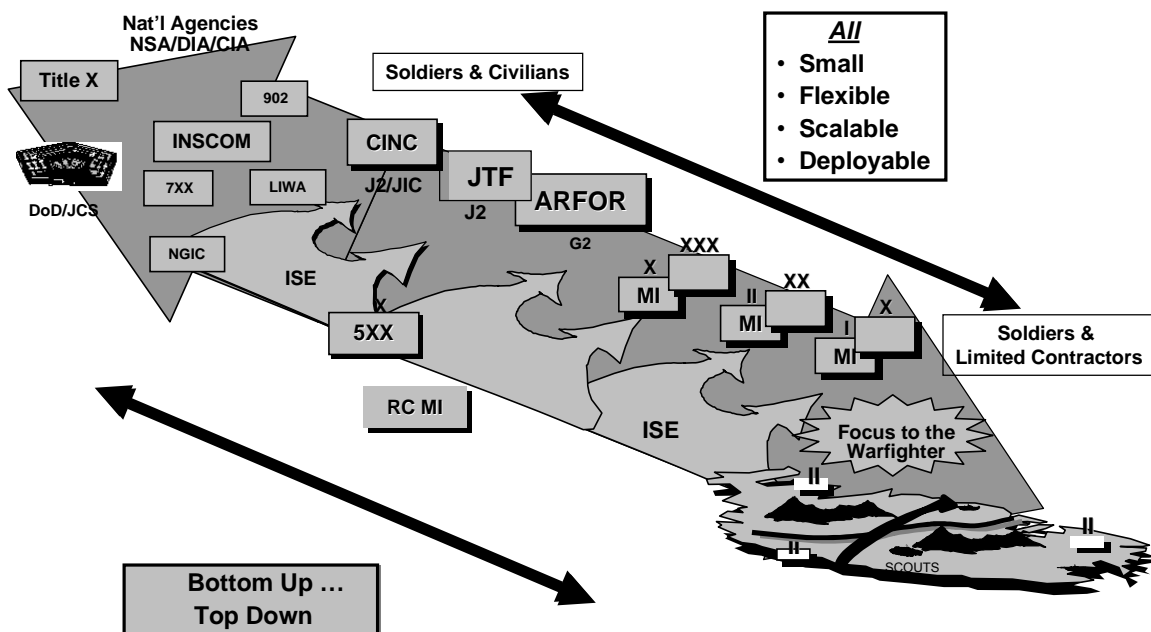 Nat'l Agencies
NSA/DIA/CIA
Title X
902
Soldiers & Civilians
All
• Small
• Flexible
• Scalable
• Deployable
INSCOM
CINC
J2/JIC
JTF
J2
ARFOR
G2
7XX
LIWA
DoD/JCS
NGIC
ISE
X
5XX
XXX
X
MI
XX
II
MI
X
I
MI
Soldiers &
Limited Contractors
RC MI
ISE
Focus to the
Warfighter
II
II
II
SCOUTS
Bottom Up …
Top Down